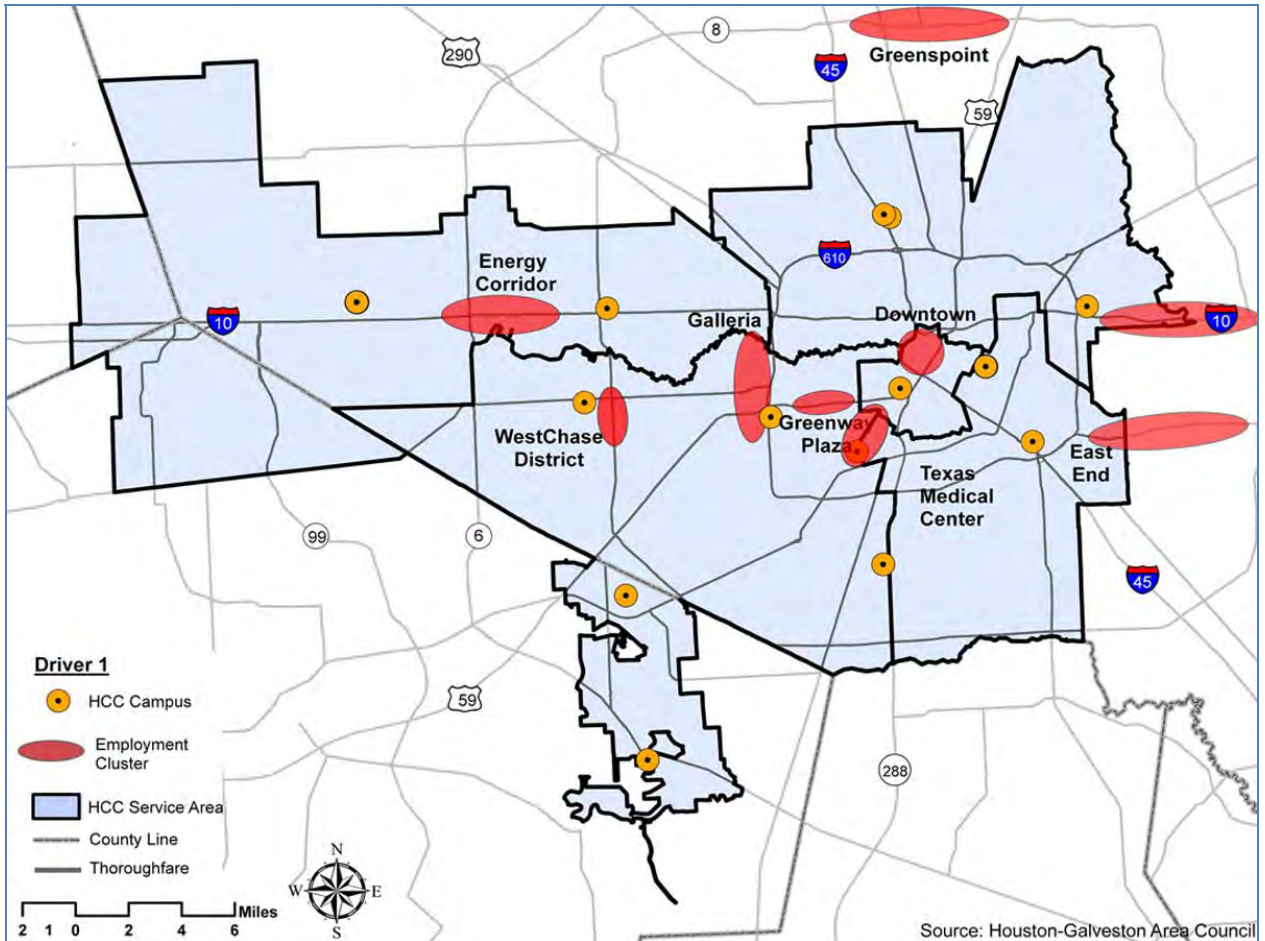 8
290
45
Greenspoint
59
610
Energy
Corridor
10
Galleria
Downtown
10
WestChase
District
Greenway
Plaza
Texas
Medical
Center
East
End
99
6
45
59
288
Driver 1
HCC Campus
Employment
Cluster
HCC Service Area
County Line
Thoroughfare
N
W E
S
Miles
2 1 0 2 4 6
Source: Houston-Galveston Area Council